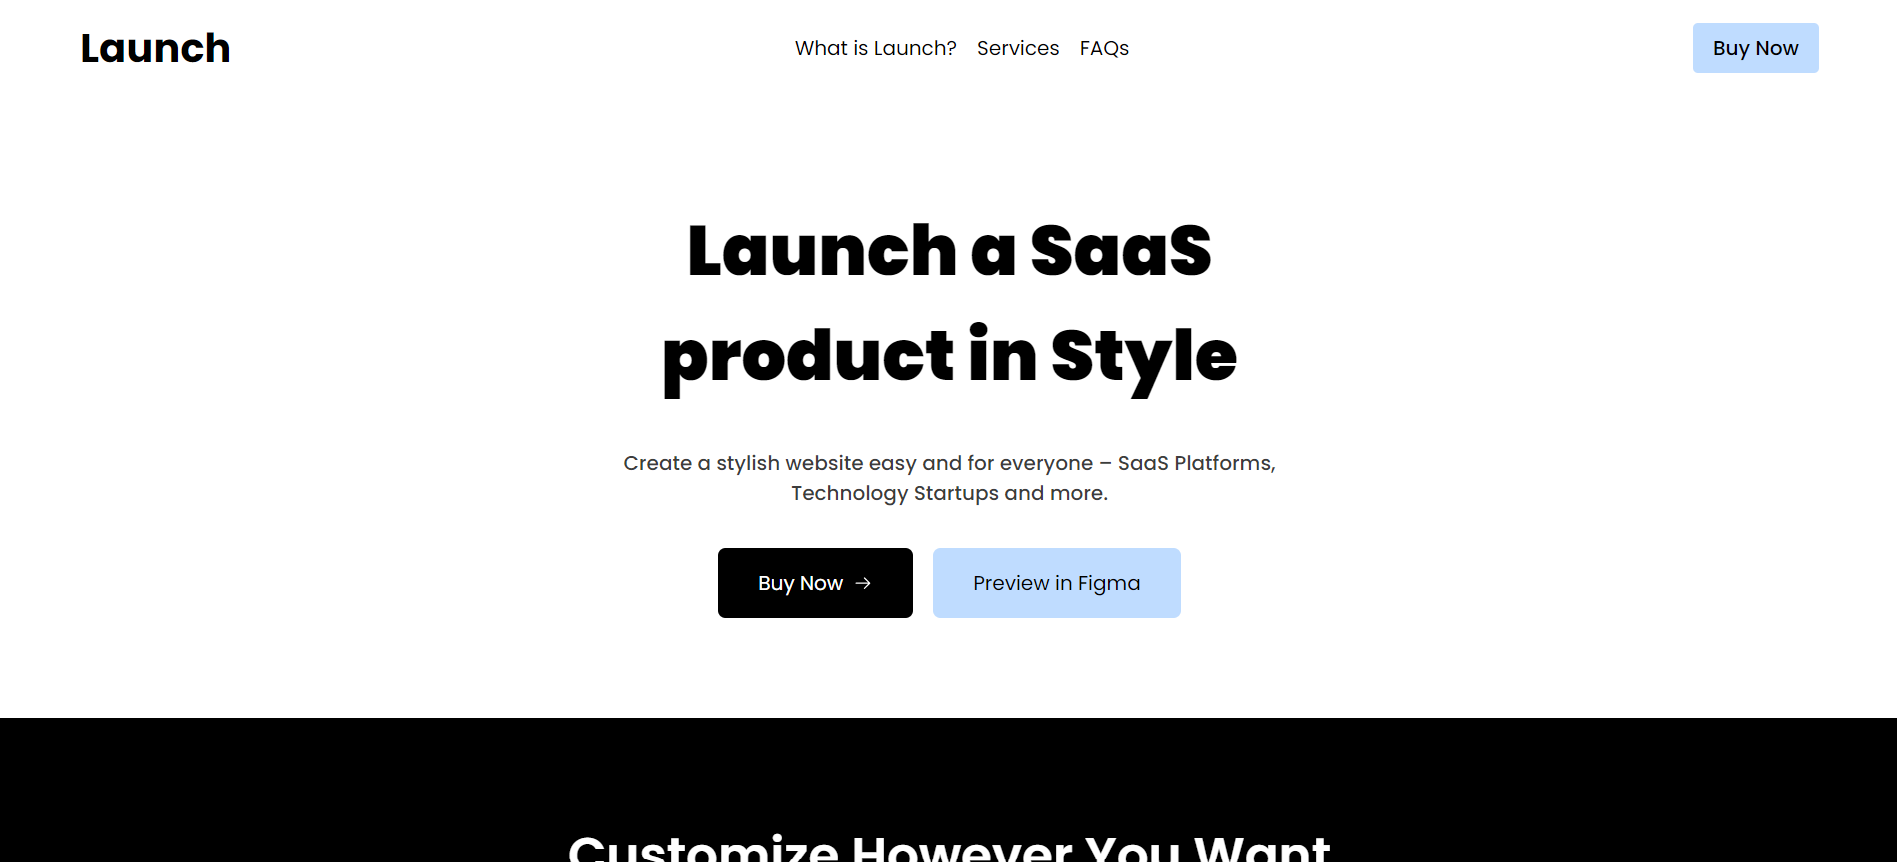 Launch
What is Launch? Services FAQs
Buy Now
Launch a SaaS
product in Style
Create a stylish website easy and for everyone – SaaS Platforms,
Technology Startups and more.
Buy Now →
Preview in Figma
Customize However You Want